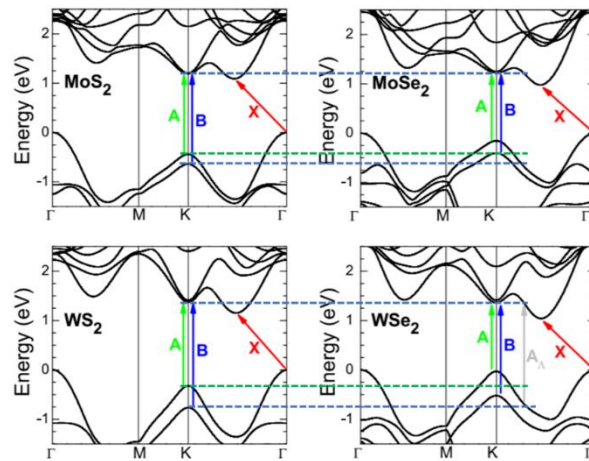 Energy (eV)
2
1
0
-1
MoS₂
A
B
X
Γ
M
K
Γ
Energy (eV)
2
1
0
-1
MoSe₂
A
B
X
Γ
M
K
Γ
Energy (eV)
2
1
0
-1
WS₂
A
B
X
Γ
M
K
Γ
Energy (eV)
2
1
0
-1
WSe₂
A
B
A_Λ
X
Γ
M
K
Γ